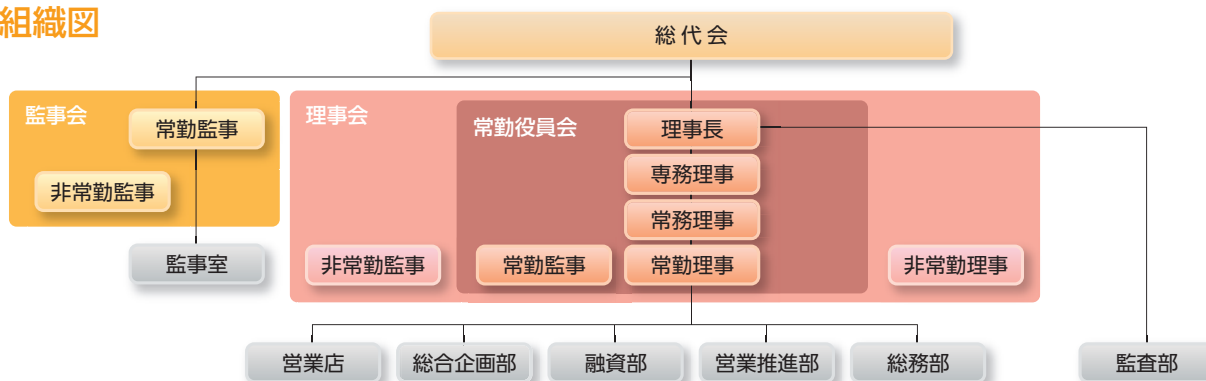 組織図
総代会
監事会
常勤監事
非常勤監事
監事室
理事会
常勤役員会
理事長
専務理事
常務理事
非常勤監事
常勤監事
常勤理事
非常勤理事
営業店
総合企画部
融資部
営業推進部
総務部
監査部